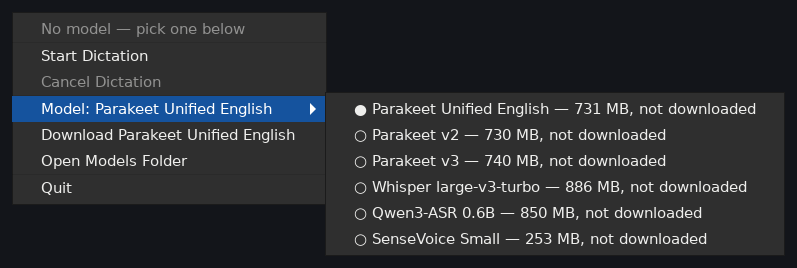 No model — pick one below
Start Dictation
Cancel Dictation
Model: Parakeet Unified English
Download Parakeet Unified English
Open Models Folder
Quit
Parakeet Unified English — 731 MB, not downloaded
Parakeet v2 — 730 MB, not downloaded
Parakeet v3 — 740 MB, not downloaded
Whisper large-v3-turbo — 886 MB, not downloaded
Qwen3-ASR 0.6B — 850 MB, not downloaded
SenseVoice Small — 253 MB, not downloaded